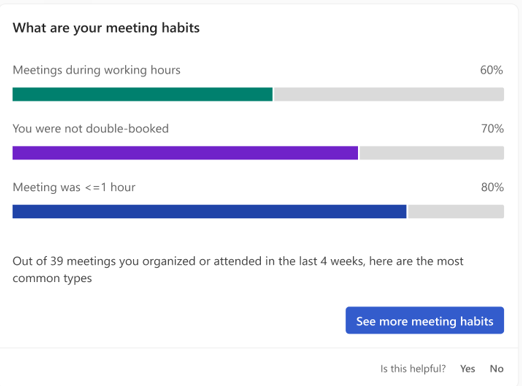 What are your meeting habits
Meetings during working hours 60%
You were not double-booked 70%
Meeting was <=1 hour 80%
Out of 39 meetings you organized or attended in the last 4 weeks, here are the most
common types
See more meeting habits
Is this helpful? Yes No